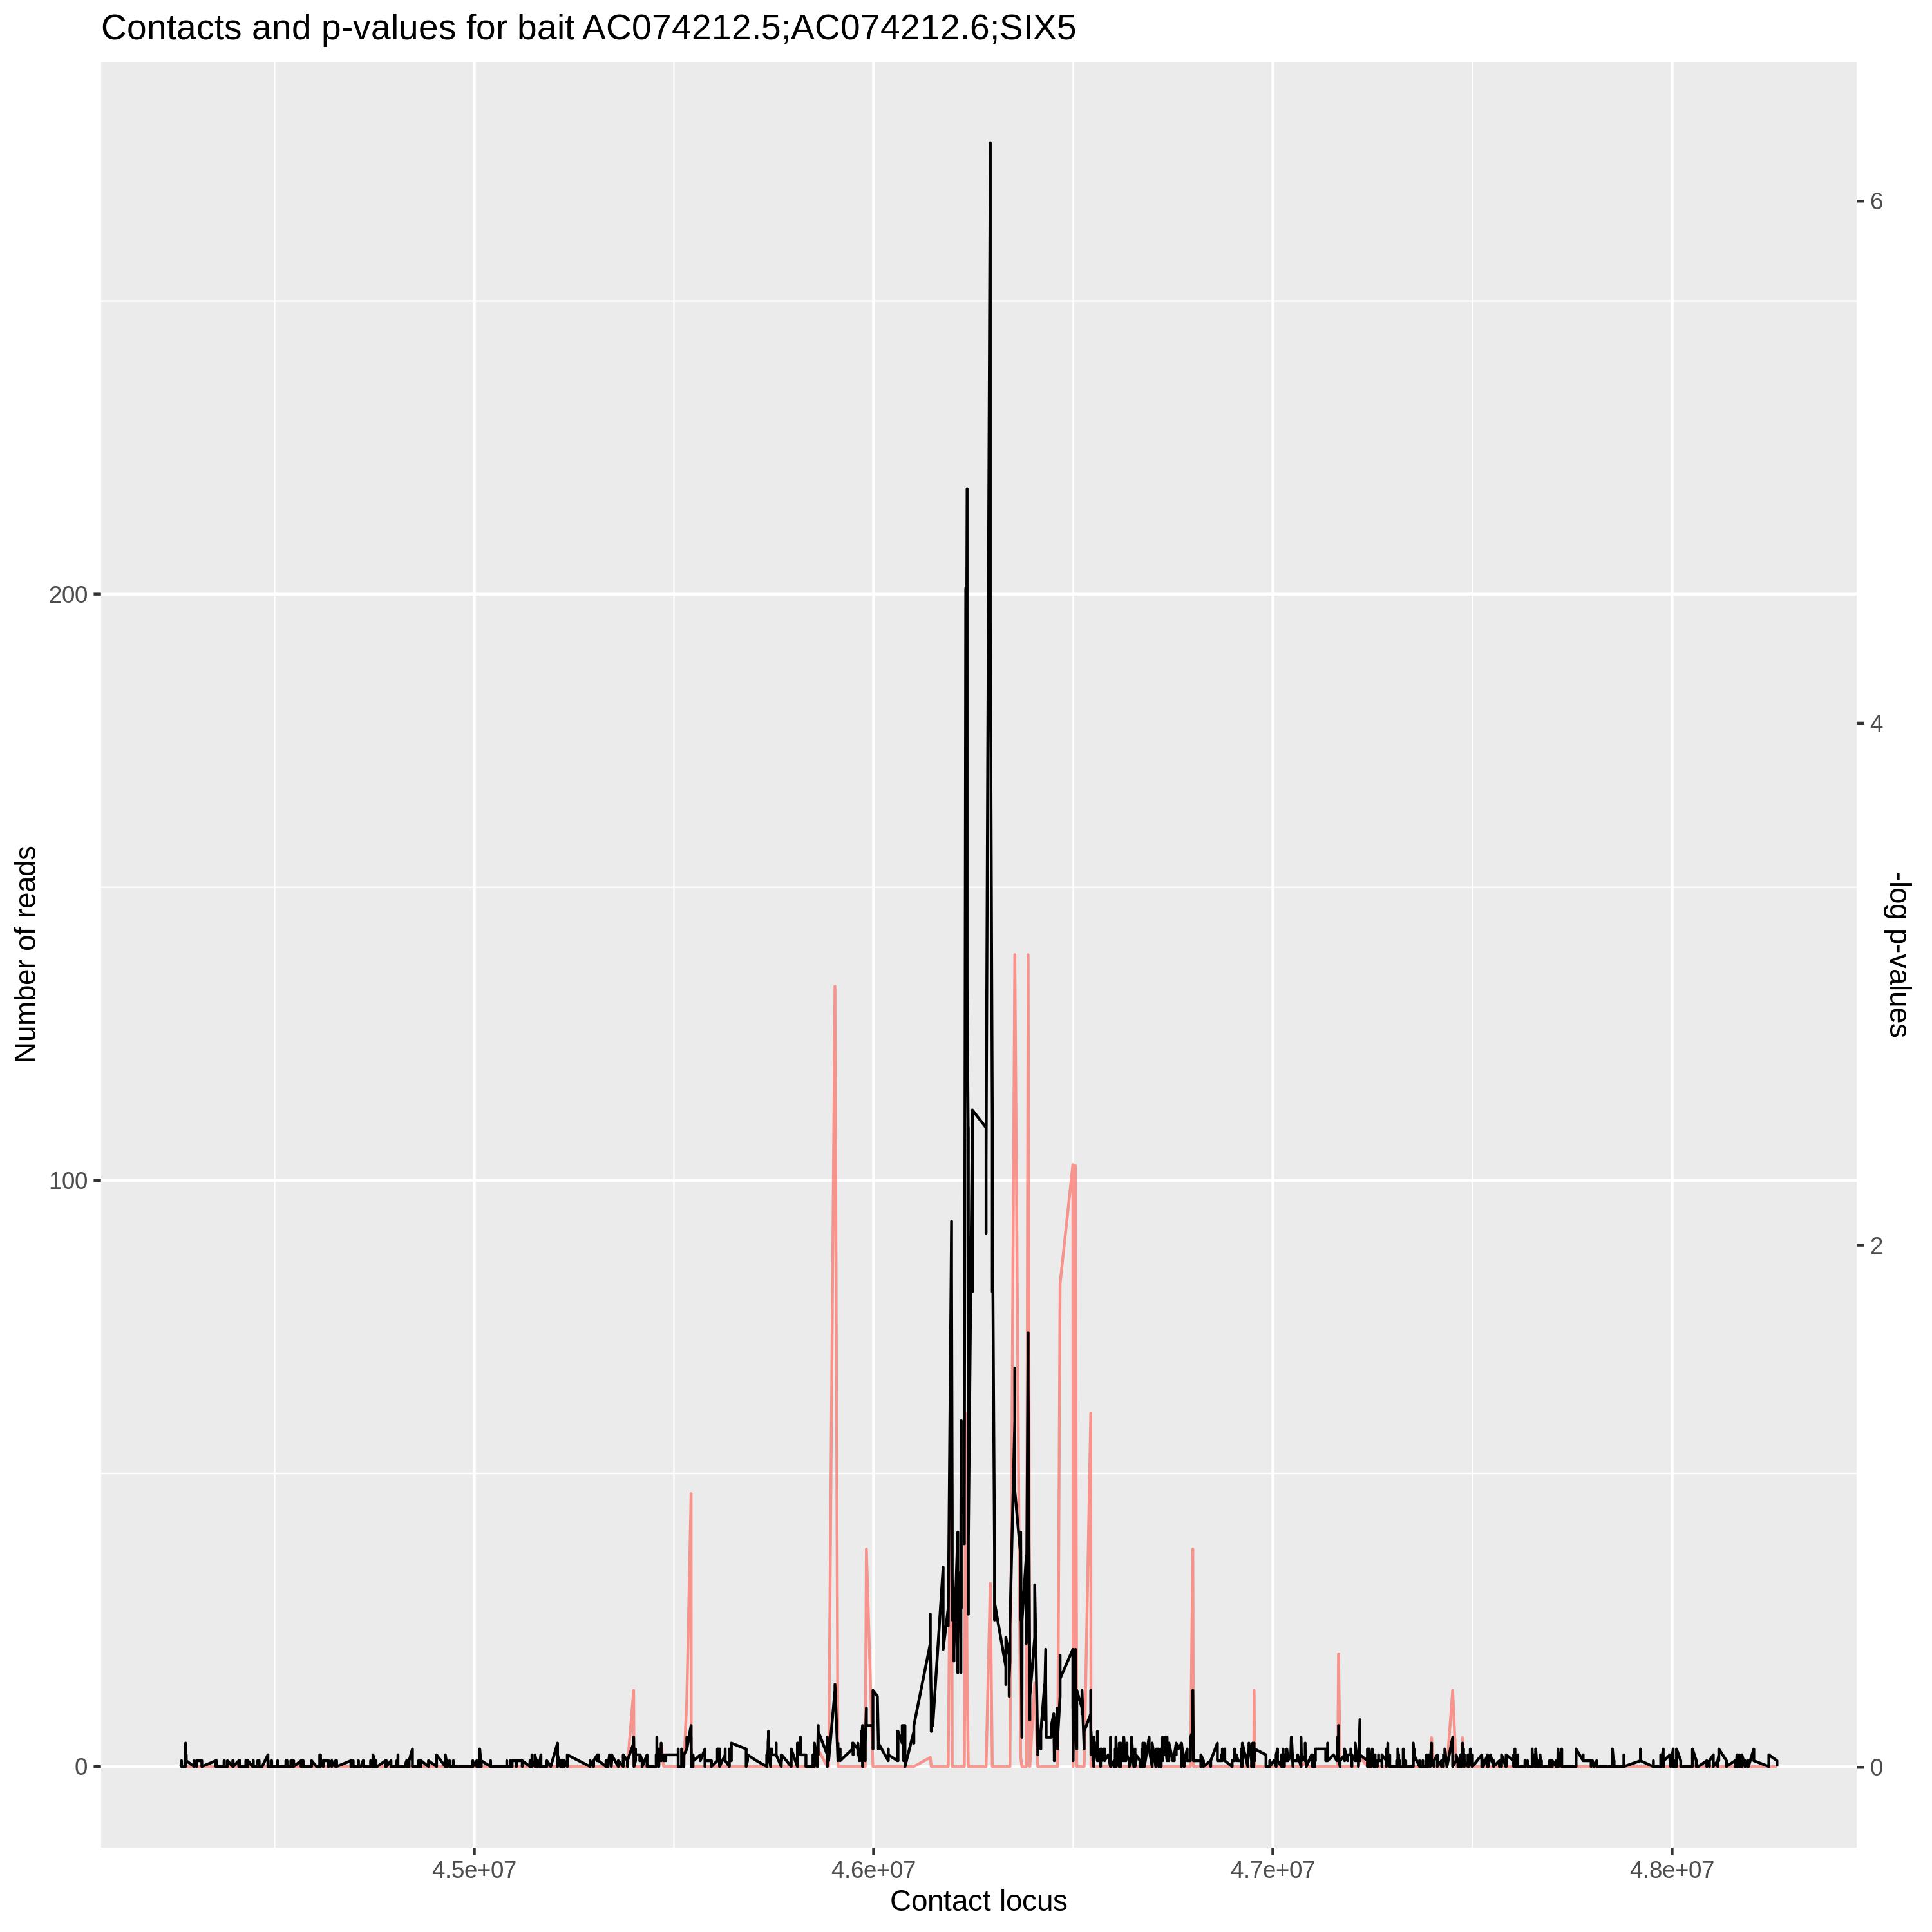 Contacts and p-values for bait AC074212.5;AC074212.6;SIX5
Number of reads
200
100
0
6
4
2
0
-log p-values
4.5e+07 4.6e+07 4.7e+07 4.8e+07
Contact locus